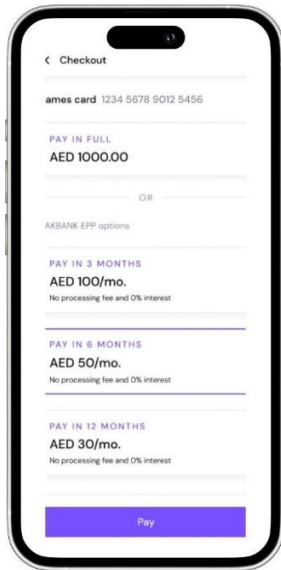 Checkout
ames card 1234 5678 9012 5456
PAY IN FULL
AED 1000.00
OR
AKBANK EPP options
PAY IN 3 MONTHS
AED 100/mo.
No processing fee and 0% interest
PAY IN 6 MONTHS
AED 50/mo.
No processing fee and 0% interest
PAY IN 12 MONTHS
AED 30/mo.
No processing fee and 0% interest
Pay